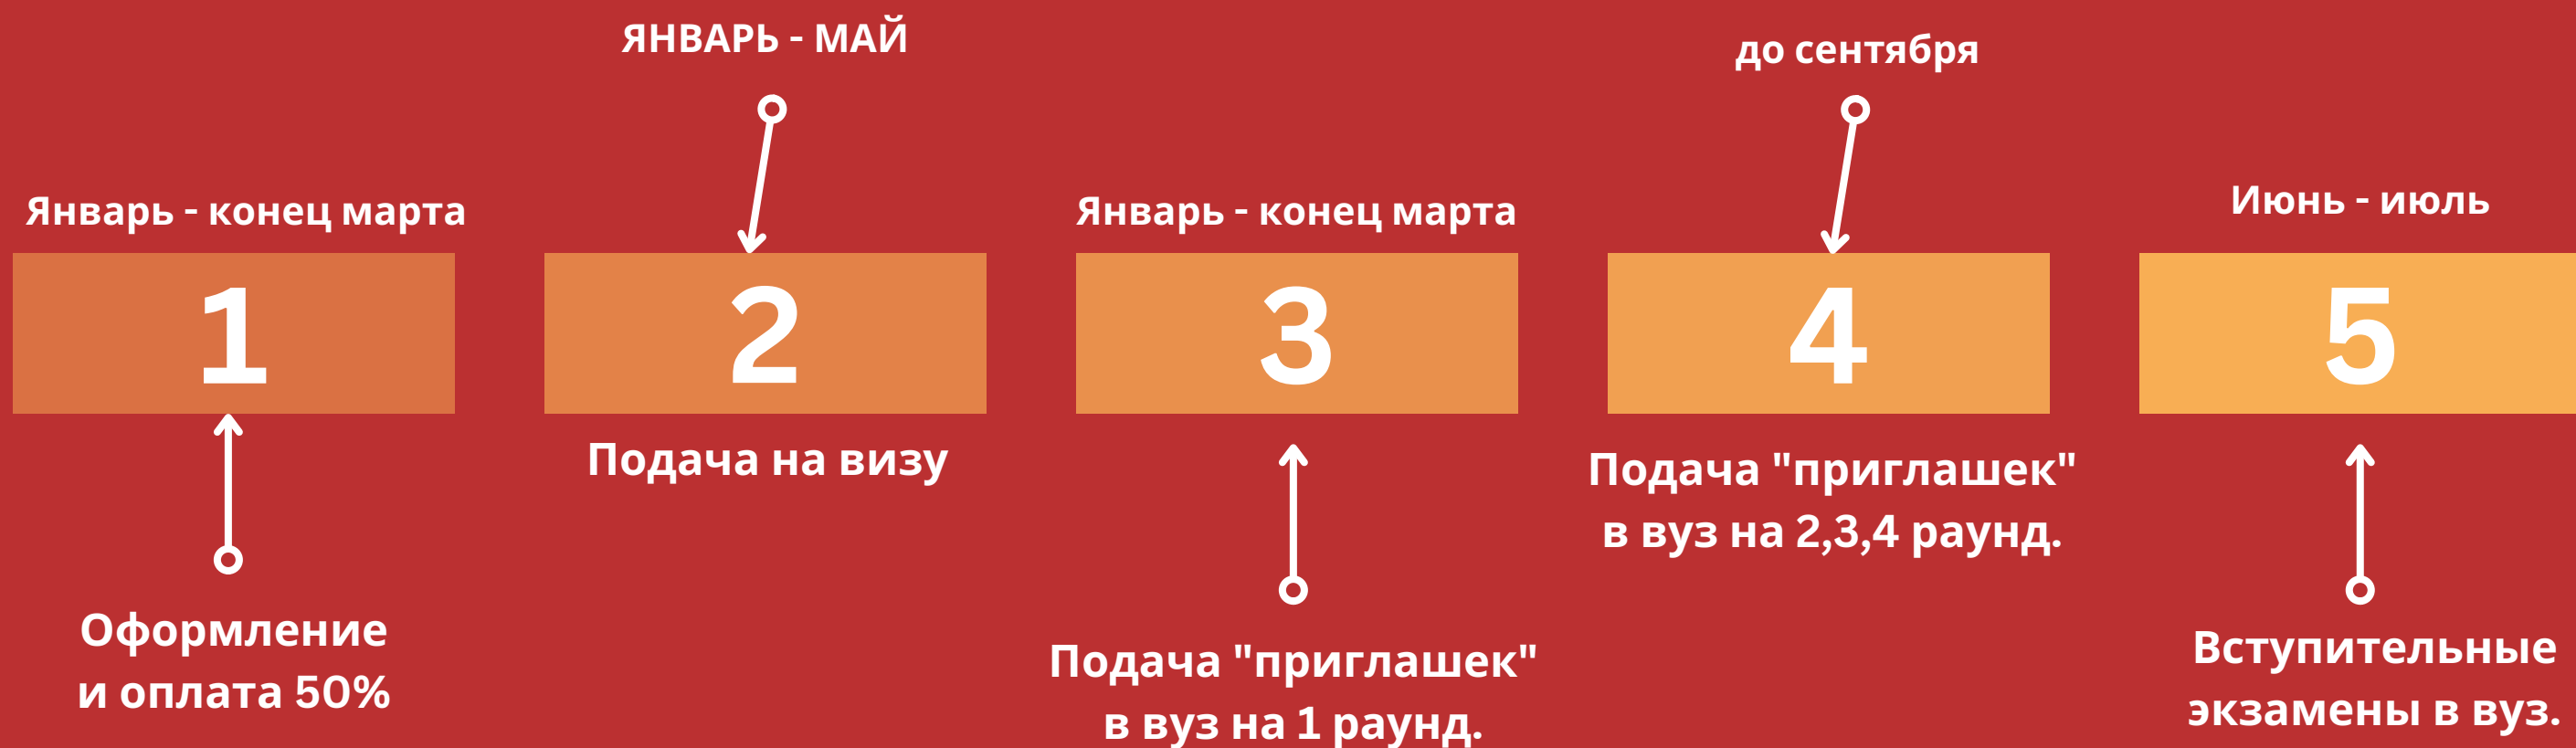 Январь - конец марта
1
Оформление
и оплата 50%
ЯНВАРЬ - МАЙ
2
Подача на визу
Январь - конец марта
3
Подача "приглашек"
в вуз на 1 раунд.
до сентября
4
Подача "приглашек"
в вуз на 2,3,4 раунд.
Июнь - июль
5
Вступительные
экзамены в вуз.